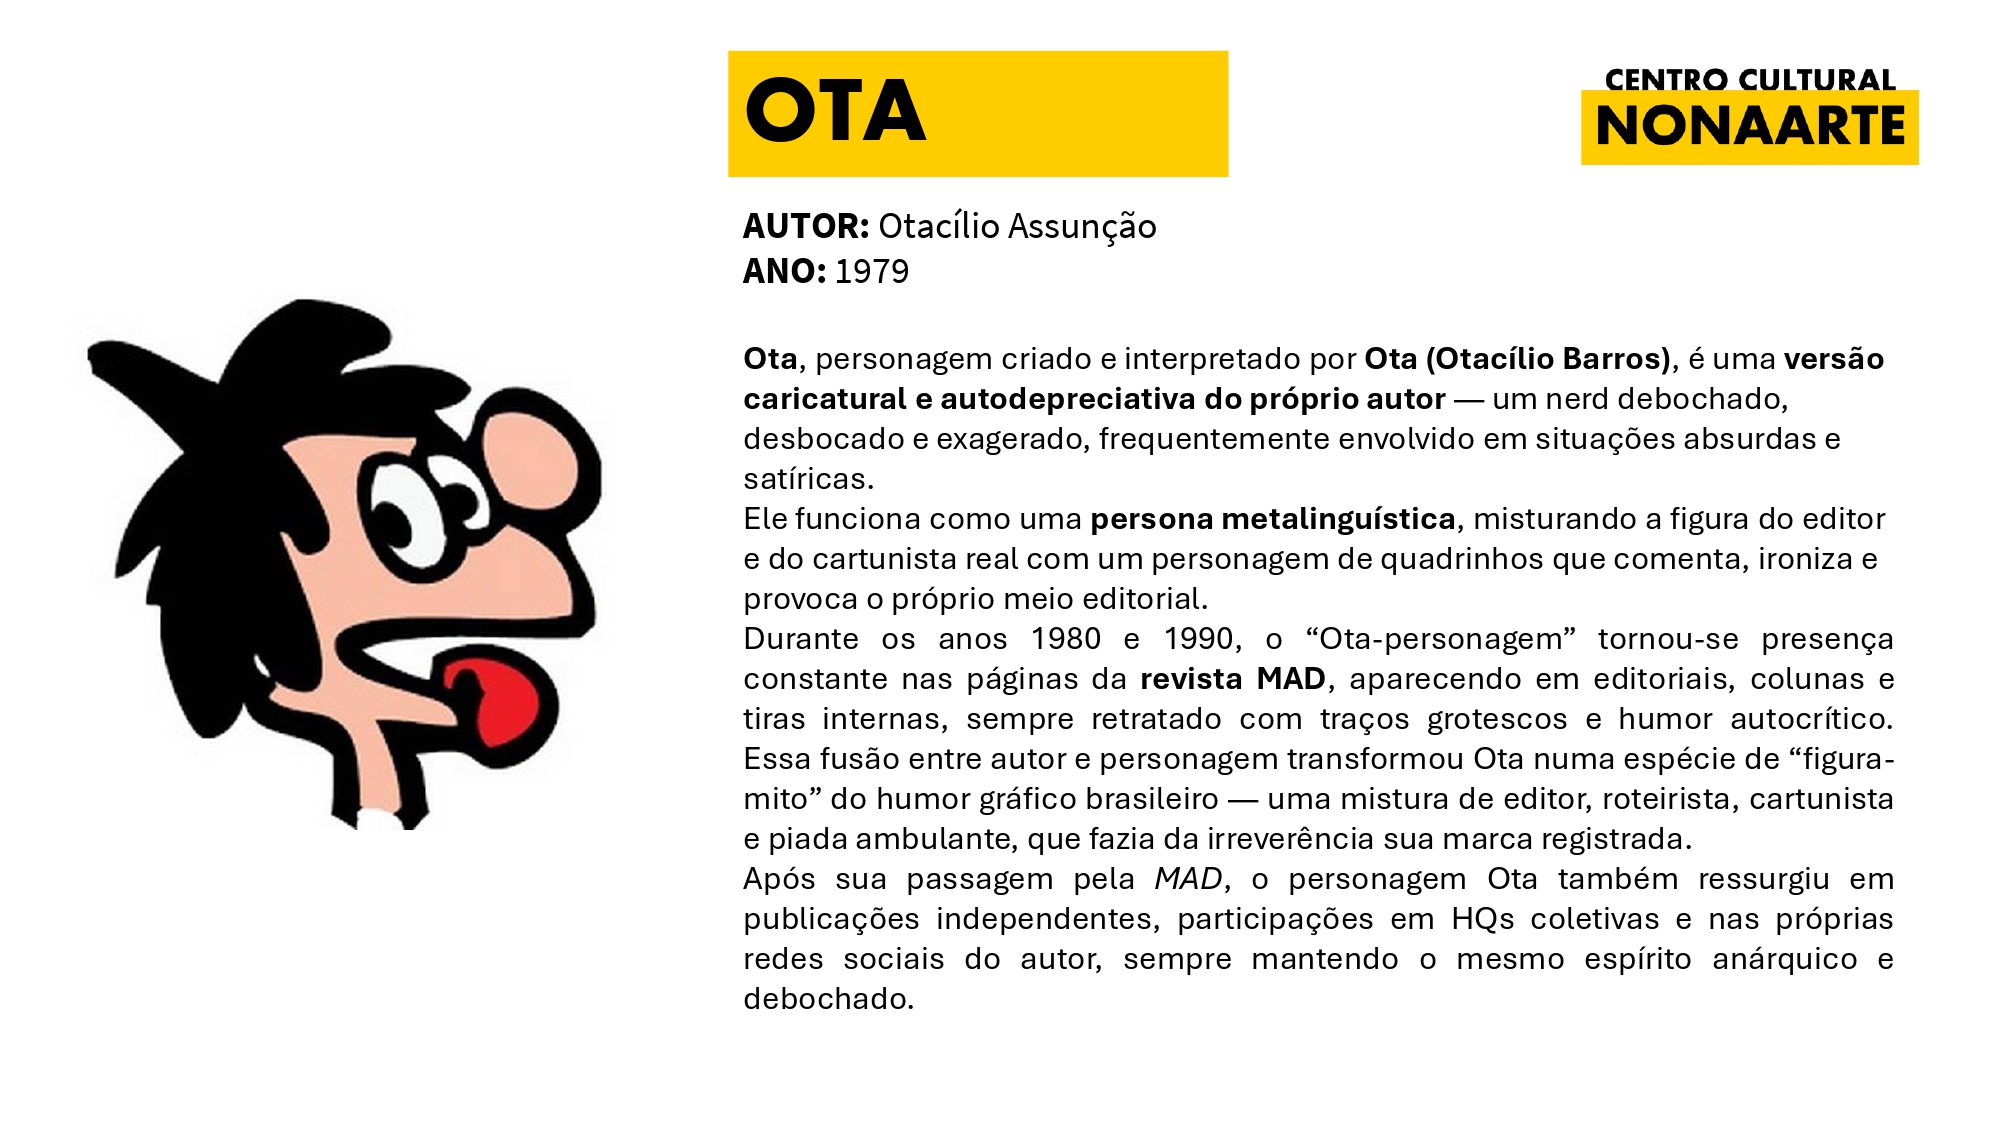 OTA
CENTRO CULTURAL
NONAARTE
AUTOR: Otacílio Assunção
ANO: 1979
Ota, personagem criado e interpretado por Ota (Otacílio Barros), é uma versão
caricatural e autodepreciativa do próprio autor — um nerd debochado,
desbocado e exagerado, frequentemente envolvido em situações absurdas e
satíricas.
Ele funciona como uma persona metalinguística, misturando a figura do editor
e do cartunista real com um personagem de quadrinhos que comenta, ironiza e
provoca o próprio meio editorial.
Durante os anos 1980 e 1990, o “Ota-personagem” tornou-se presença
constante nas páginas da revista MAD, aparecendo em editoriais, colunas e
tiras internas, sempre retratado com traços grotescos e humor autocrítico.
Essa fusão entre autor e personagem transformou Ota numa espécie de “figura-
mito” do humor gráfico brasileiro — uma mistura de editor, roteirista, cartunista
e piada ambulante, que fazia da irreverência sua marca registrada.
Após sua passagem pela MAD, o personagem Ota também ressurgiu em
publicações independentes, participações em HQs coletivas e nas próprias
redes sociais do autor, sempre mantendo o mesmo espírito anárquico e
debochado.